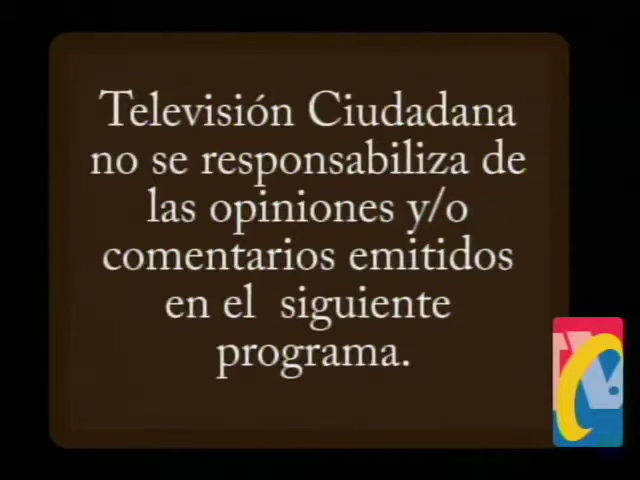 Televisión Ciudadana
no se responsabiliza de
las opiniones y/o
comentarios emitidos
en el siguiente
programa.